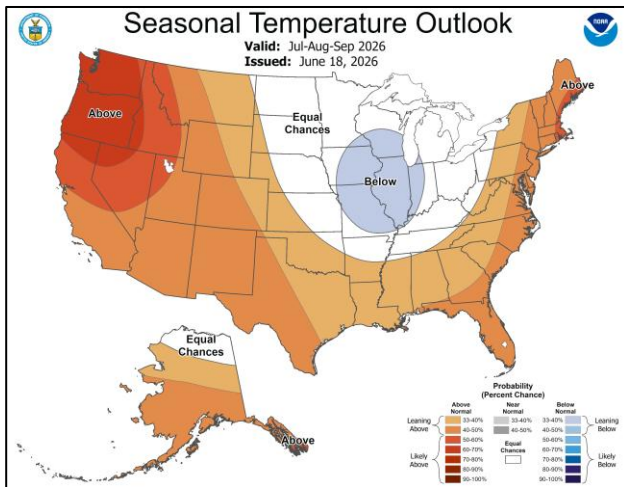 Seasonal Temperature Outlook
Valid: Jul-Aug-Sep 2026
Issued: June 18, 2026
NOAA
Above
Equal
Chances
Below
Above
Equal
Chances
Above
Probability
(Percent Chance)
Above
Normal
Near
Normal
Below
Normal
Leaning
Above
33-40%
40-50%
33-40%
40-50%
33-40%
40-50%
Leaning
Below
Likely
Above
50-60%
60-70%
70-80%
80-90%
90-100%
Equal
Chances
50-60%
60-70%
70-80%
80-90%
90-100%
Likely
Below